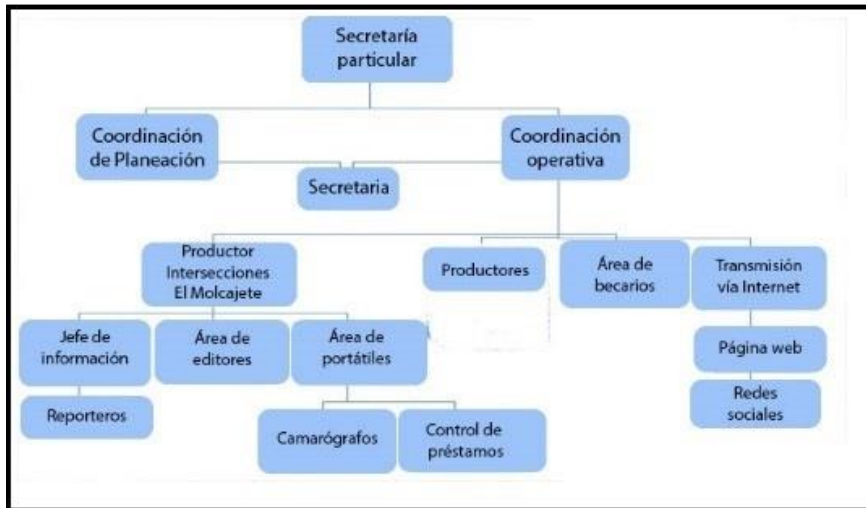 Secretaría
particular
Coordinación
de Planeación
Coordinación
operativa
Secretaria
Productor
Intersecciones
El Molcajete
Productores
Área de
becarios
Transmisión
vía Internet
Jefe de
información
Área de
editores
Área de
portátiles
Página web
Reporteros
Camarógrafos
Control de
préstamos
Redes
sociales